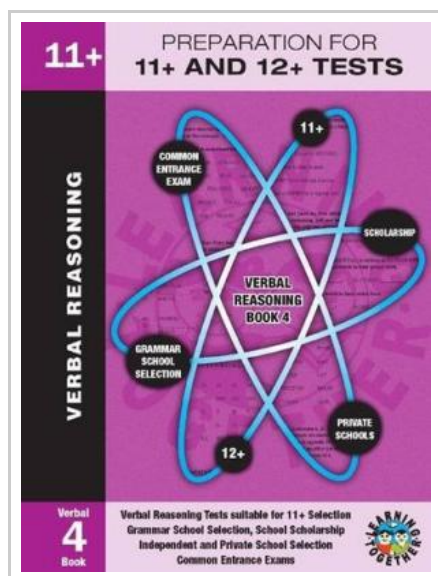 11+
PREPARATION FOR
11+ AND 12+ TESTS
VERBAL REASONING
11+
COMMON
ENTRANCE
EXAM
SCHOLARSHIP
VERBAL
REASONING
BOOK 4
GRAMMAR
SCHOOL
SELECTION
PRIVATE
SCHOOLS
12+
Verbal
4
Book
Verbal Reasoning Tests suitable for 11+ Selection
Grammar School Selection, School Scholarship
Independent and Private School Selection
Common Entrance Exams
LEARNING
TOGETHER